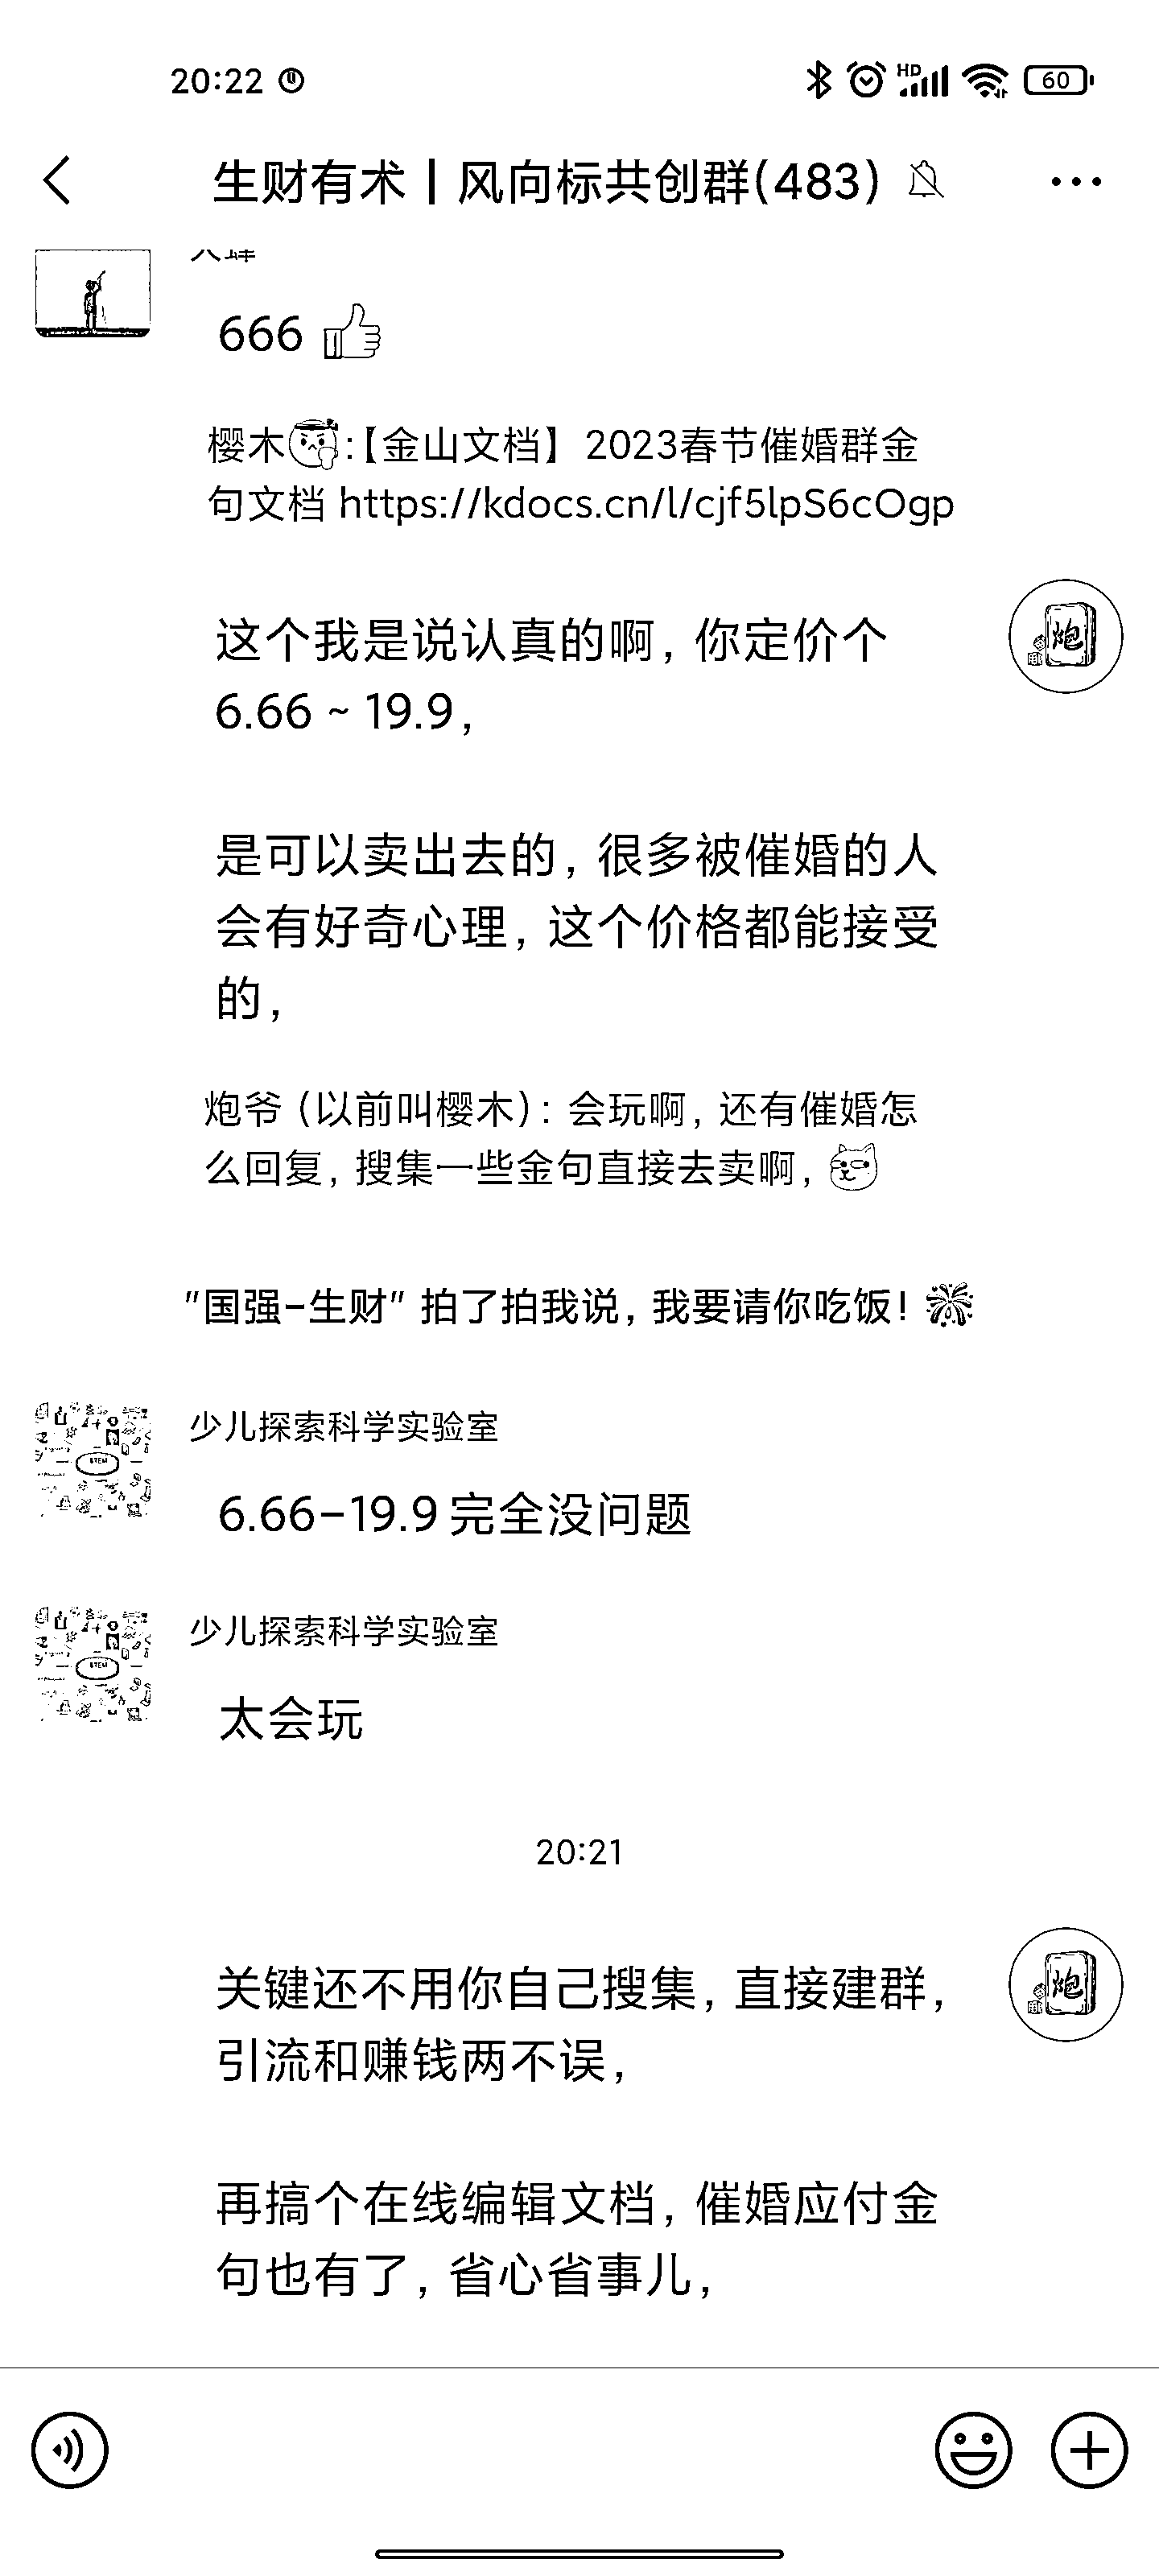 20:22
HD
60
生财有术 | 风向标共创群(483)
666
樱木:【金山文档】 2023春节催婚群金
句文档 https://kdocs.cn/l/cjf5lpS6cOgp
炮
这个我是说认真的啊，你定价个
6.66 ~ 19.9，
是可以卖出去的，很多被催婚的人
会有好奇心理，这个价格都能接受
的，
炮爷（以前叫樱木）：会玩啊，还有催婚怎
么回复，搜集一些金句直接去卖啊，
"国强-生财" 拍了拍我说，我要请你吃饭！
少儿探索科学实验室
STEM
6.66-19.9 完全没问题
少儿探索科学实验室
STEM
太会玩
20:21
炮
关键还不用你自己搜集，直接建群，
引流和赚钱两不误，
再搞个在线编辑文档，催婚应付金
句也有了，省心省事儿，